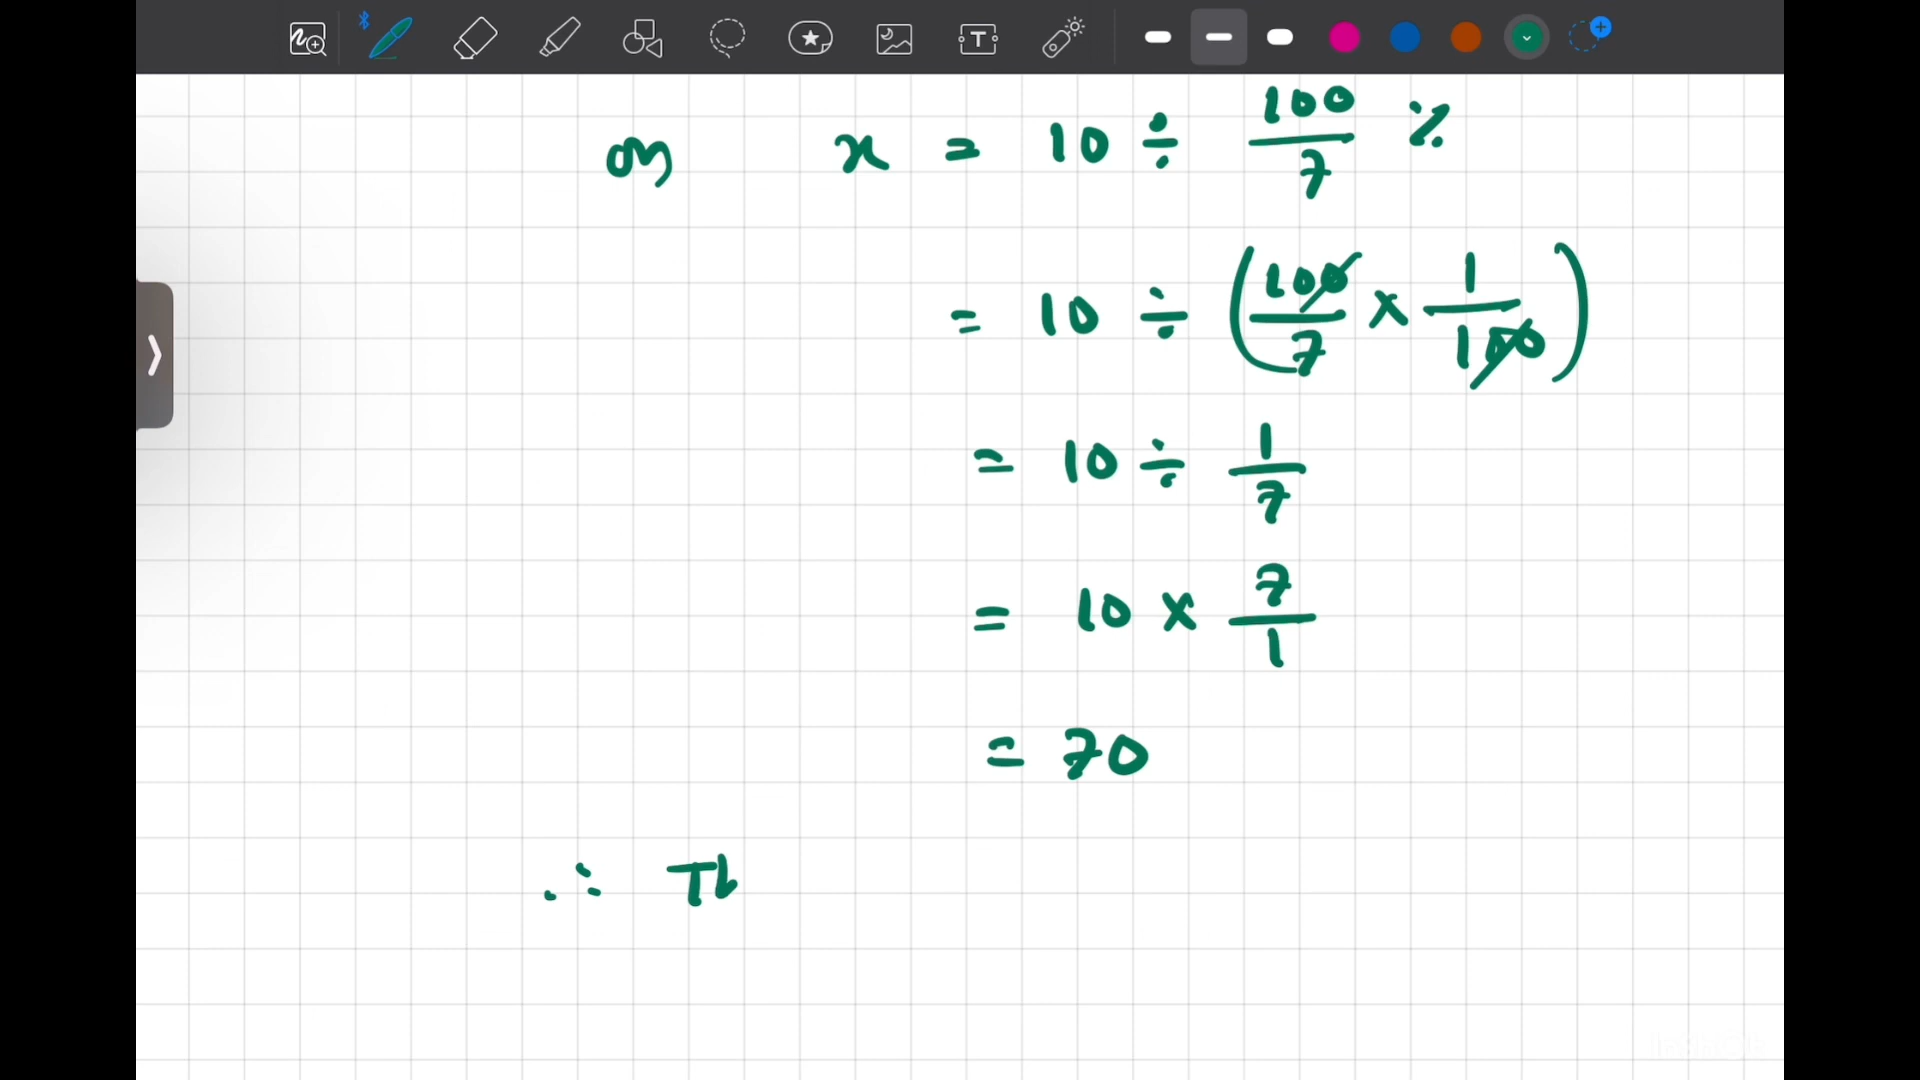 or x = 10 ÷ 100/7 %
= 10 ÷ (100/7 × 1/100)
= 10 ÷ 1/7
= 10 × 7/1
= 70
∴ Th